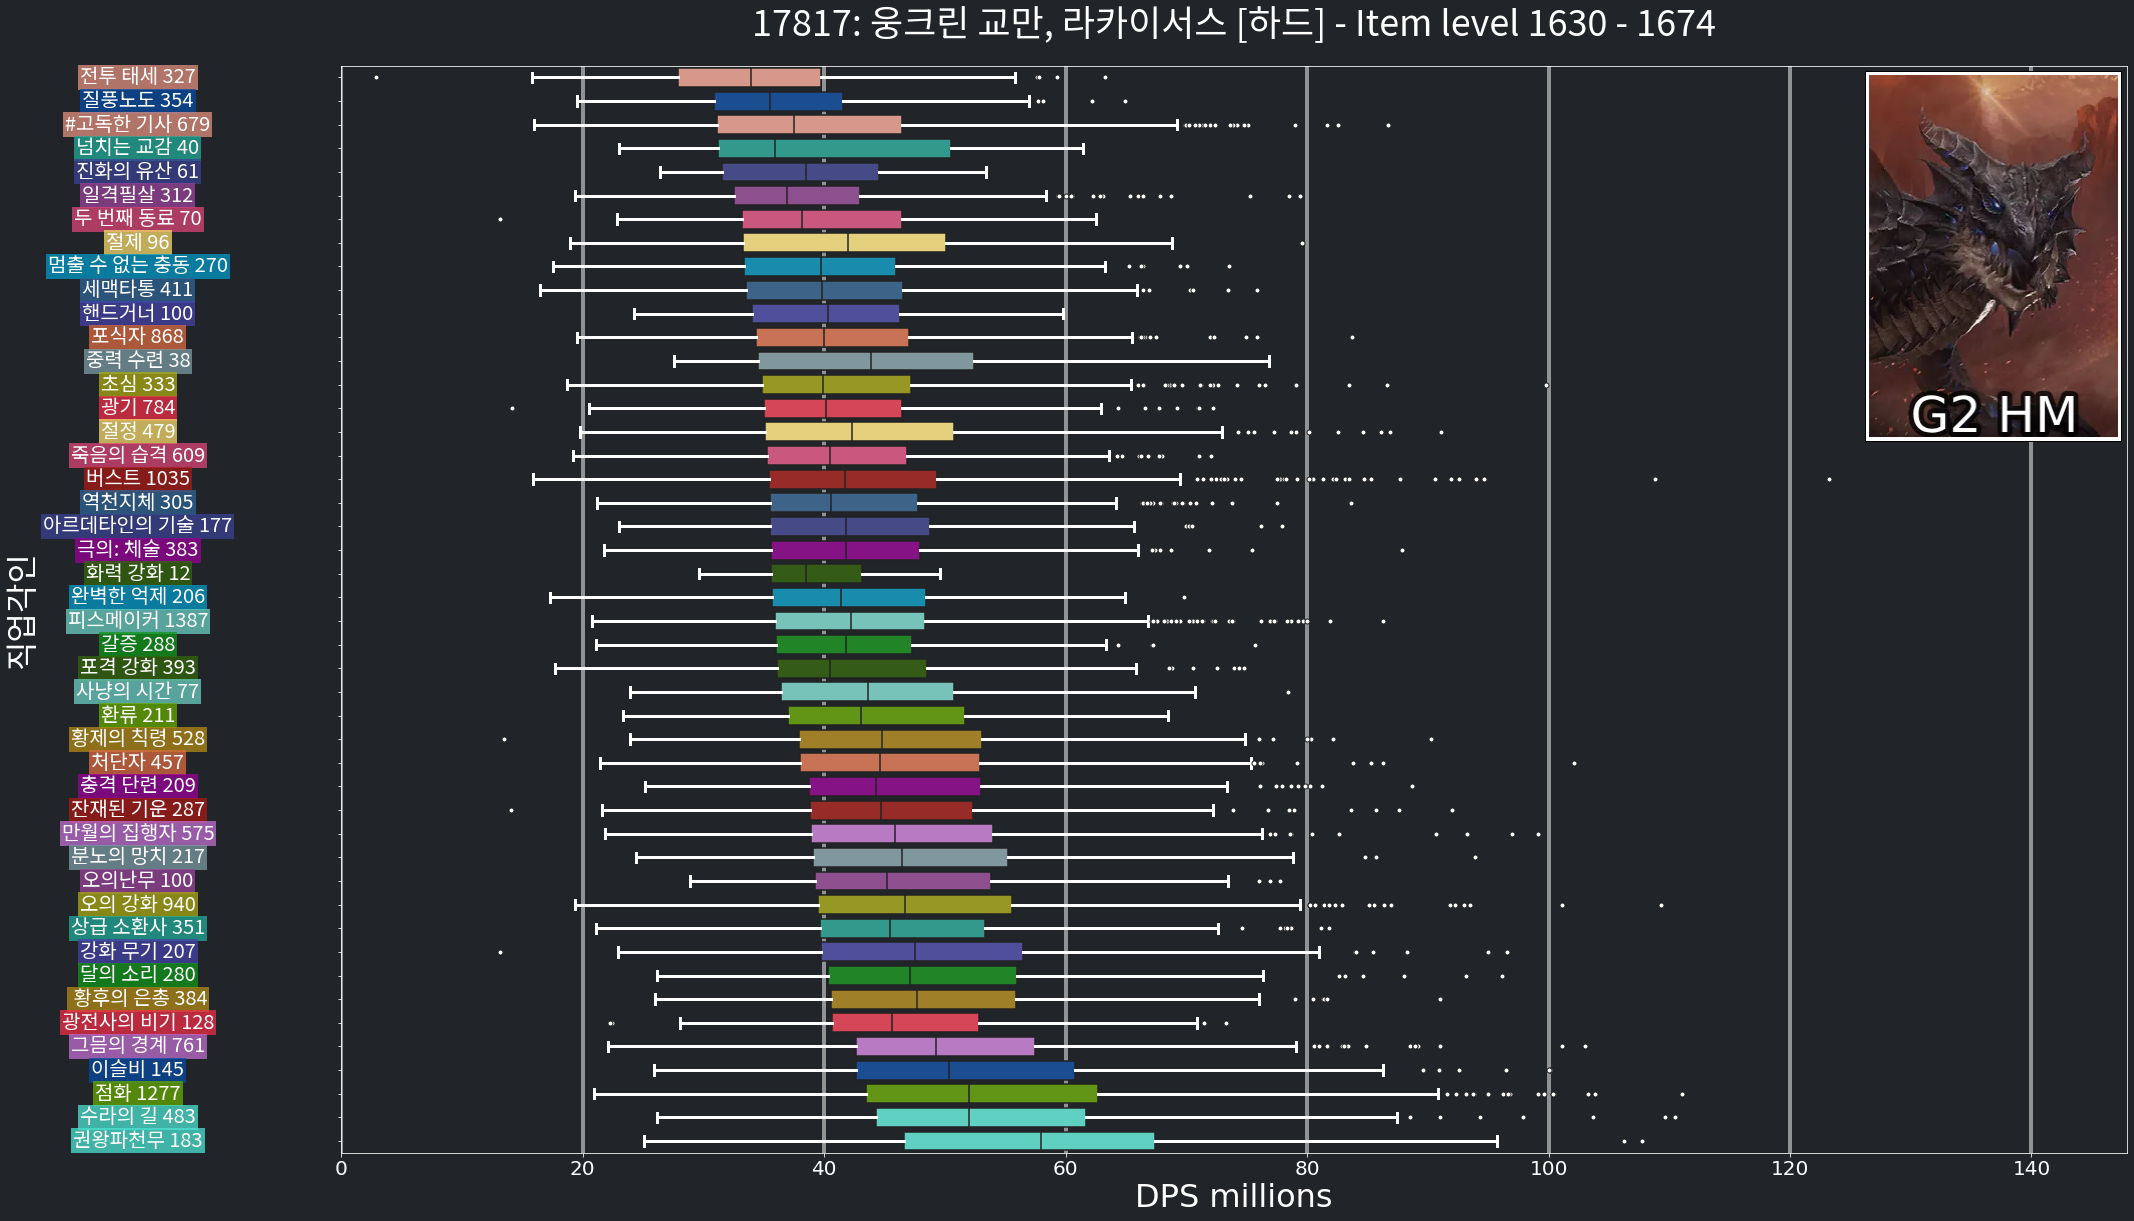 17817: 웅크린 교만, 라카이서스 [하드] - Item level 1630 - 1674
전투 태세 327
질풍노도 354
#고독한 기사 679
넘치는 교감 40
진화의 유산 61
일격필살 312
두 번째 동료 70
절제 96
멈출 수 없는 충동 270
세맥타통 411
핸드거너 100
포식자 868
중력 수련 38
초심 333
광기 784
절정 479
죽음의 습격 609
버스트 1035
역천지체 305
아르데타인의 기술 177
극의: 체술 383
화력 강화 12
완벽한 억제 206
피스메이커 1387
갈증 288
포격 강화 393
사냥의 시간 77
환류 211
황제의 칙령 528
처단자 457
충격 단련 209
잔재된 기운 287
만월의 집행자 575
분노의 망치 217
오의난무 100
오의 강화 940
상급 소환사 351
강화 무기 207
달의 소리 280
황후의 은총 384
광전사의 비기 128
그믐의 경계 761
이슬비 145
점화 1277
수라의 길 483
권왕파천무 183
직업각인
G2 HM
0 20 40 60 80 100 120 140
DPS millions